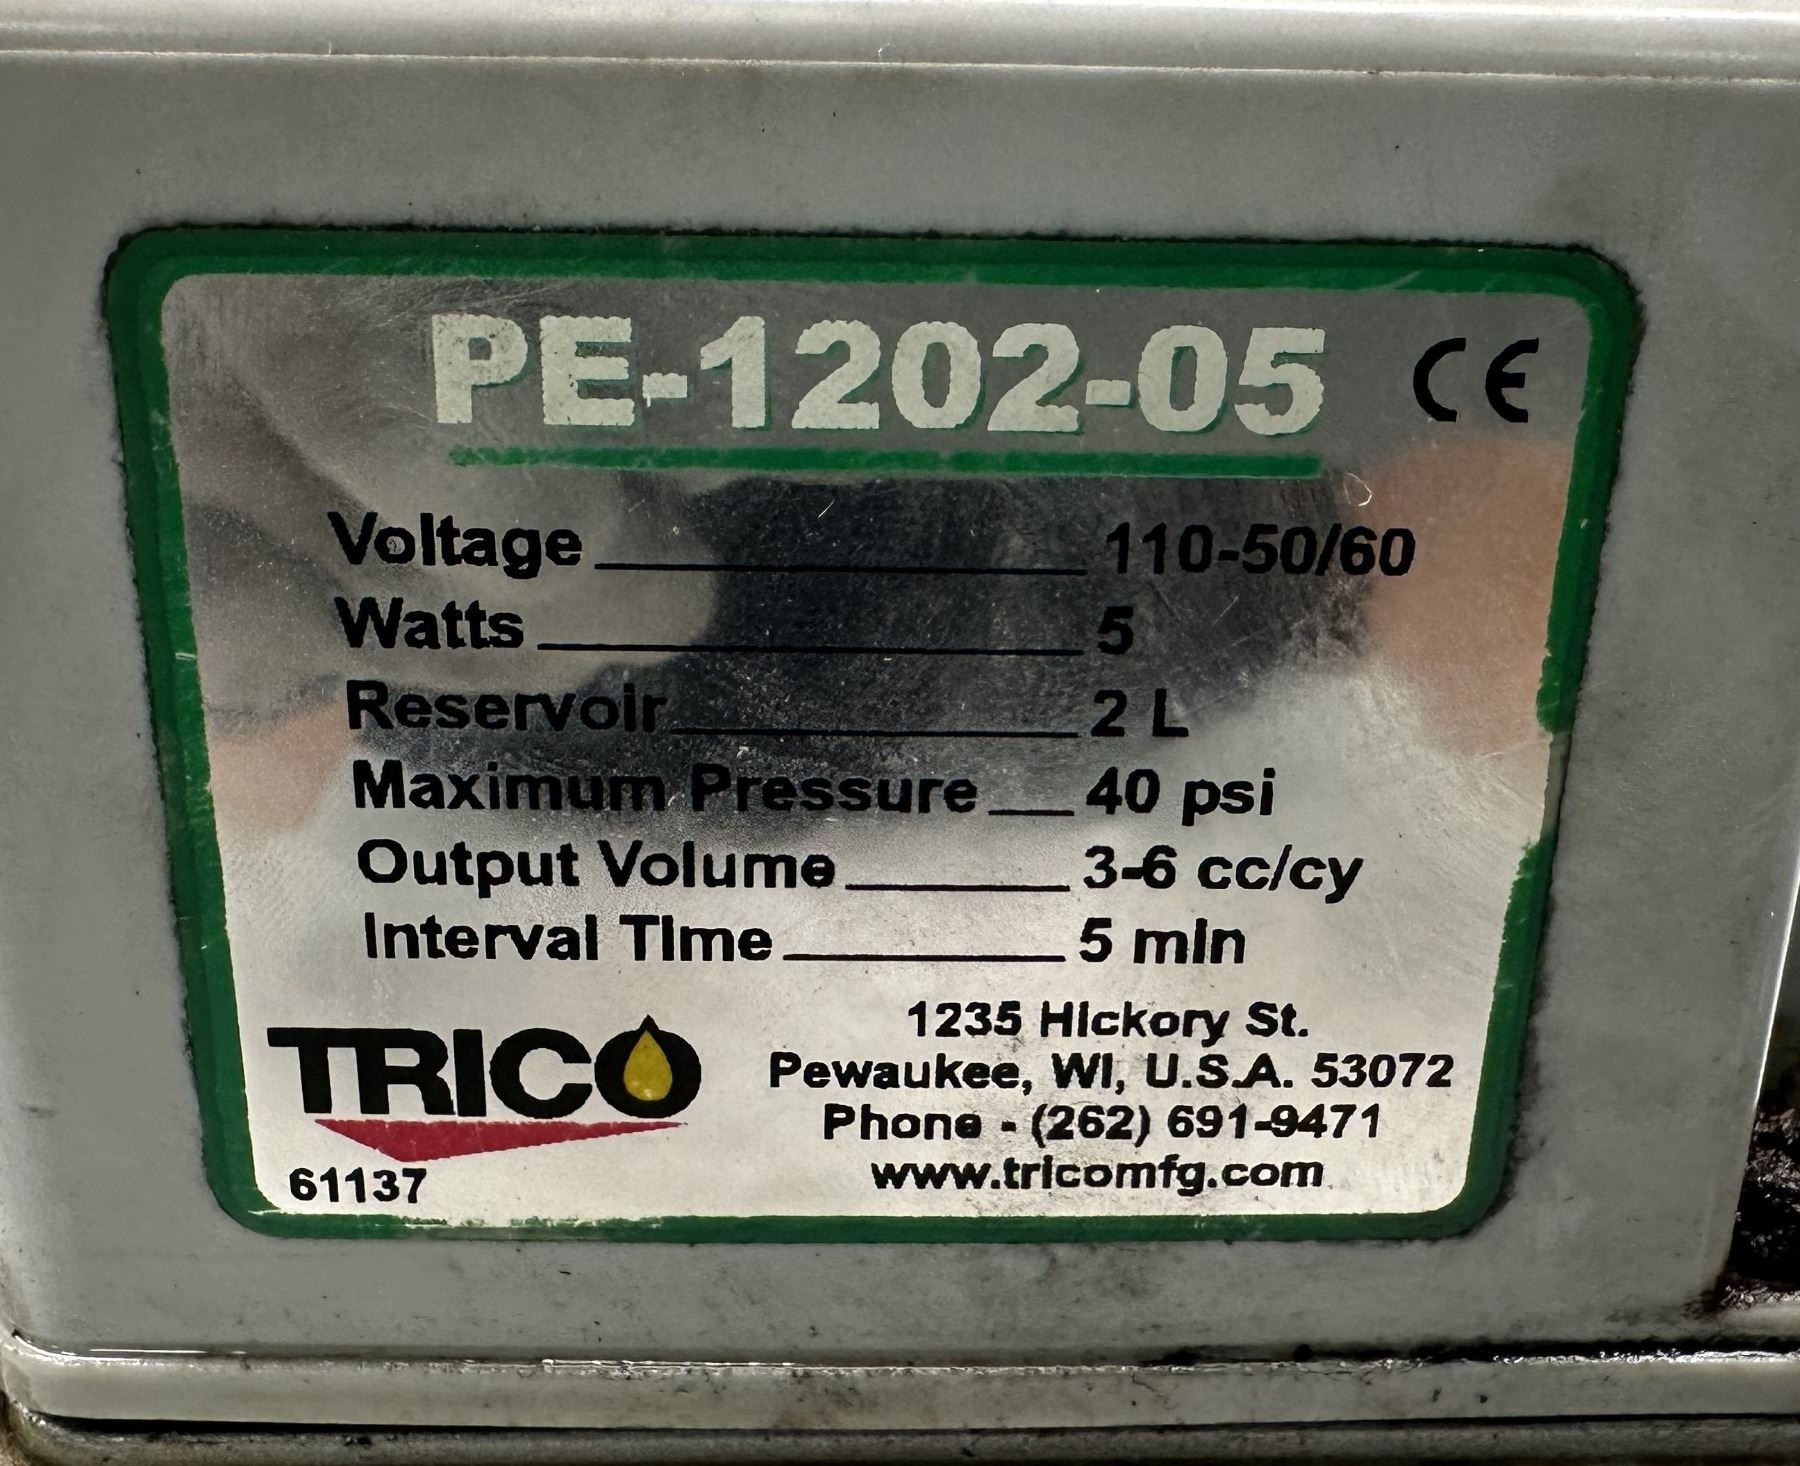 PE-1202-05 CE
Voltage 110-50/60
Watts 5
Reservoir 2 L
Maximum Pressure 40 psi
Output Volume 3-6 cc/cy
Interval Time 5 min
TRICO
61137
1235 Hickory St.
Pewaukee, WI, U.S.A. 53072
Phone - (262) 691-9471
www.tricomfg.com